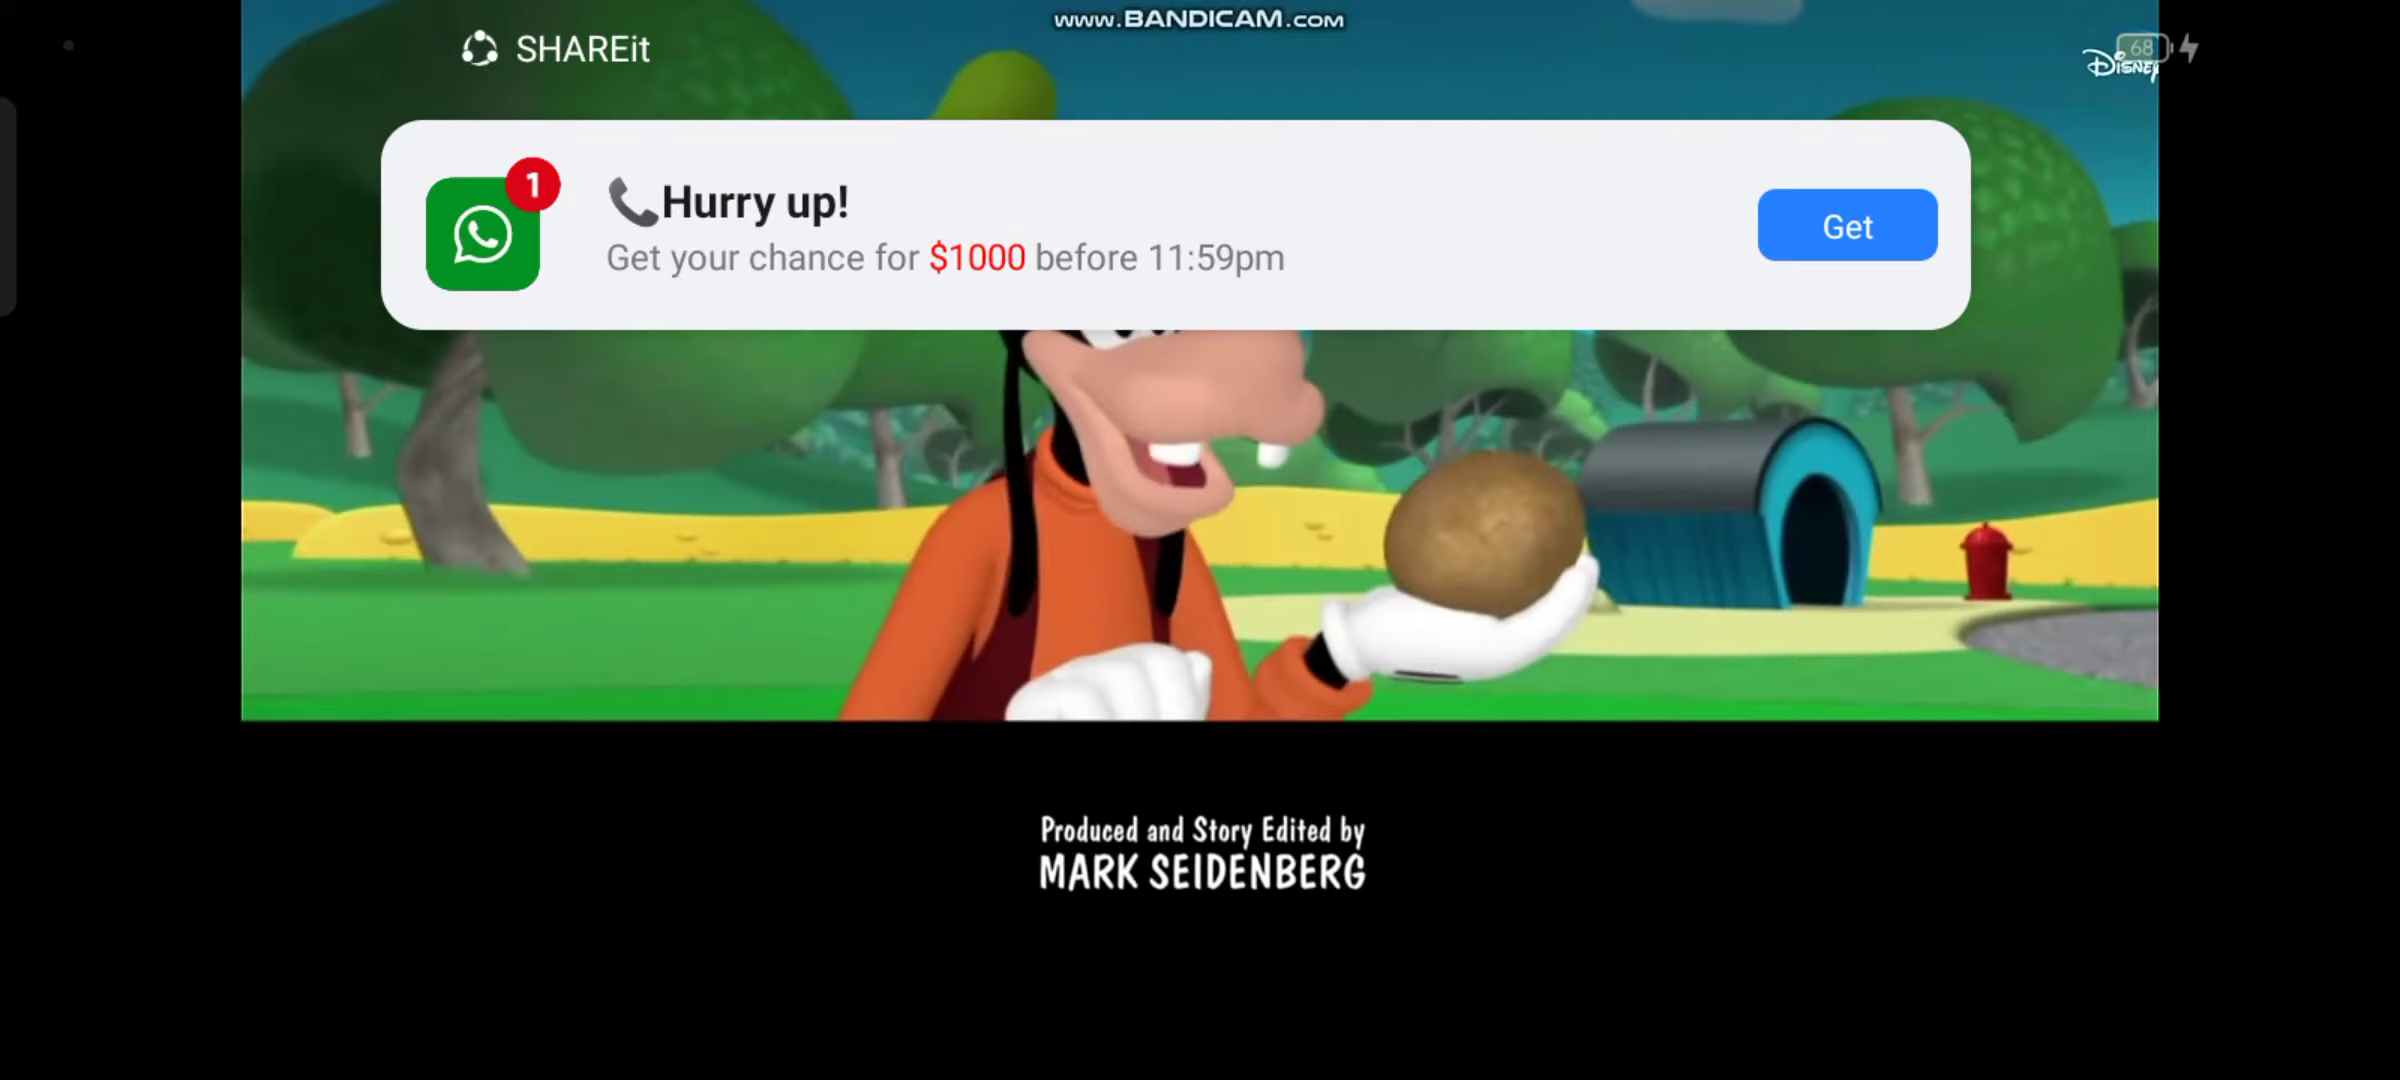 www.BANDICAM.com
SHAREit
68
Disney
1
📞Hurry up!
Get your chance for $1000 before 11:59pm
Get
Produced and Story Edited by
MARK SEIDENBERG